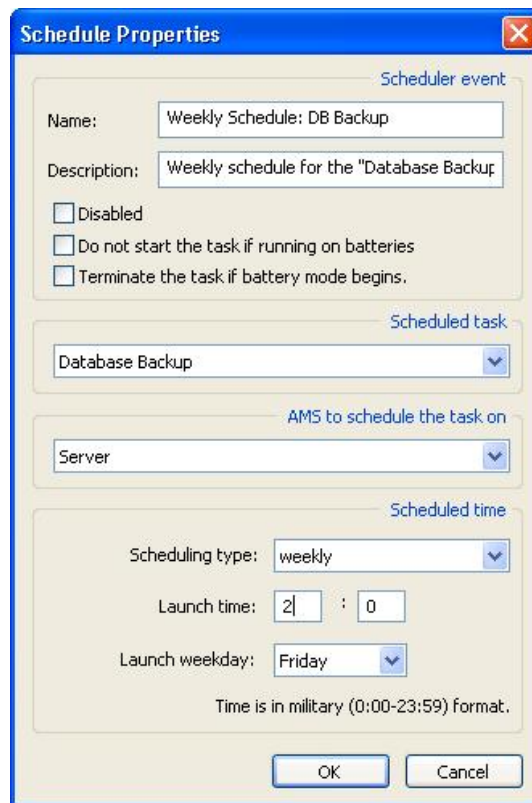 Schedule Properties
Scheduler event
Name: Weekly Schedule: DB Backup
Description: Weekly schedule for the "Database Backup
Disabled
Do not start the task if running on batteries
Terminate the task if battery mode begins.
Scheduled task
Database Backup
AMS to schedule the task on
Server
Scheduled time
Scheduling type: weekly
Launch time: 2 : 0
Launch weekday: Friday
Time is in military (0:00-23:59) format.
OK Cancel